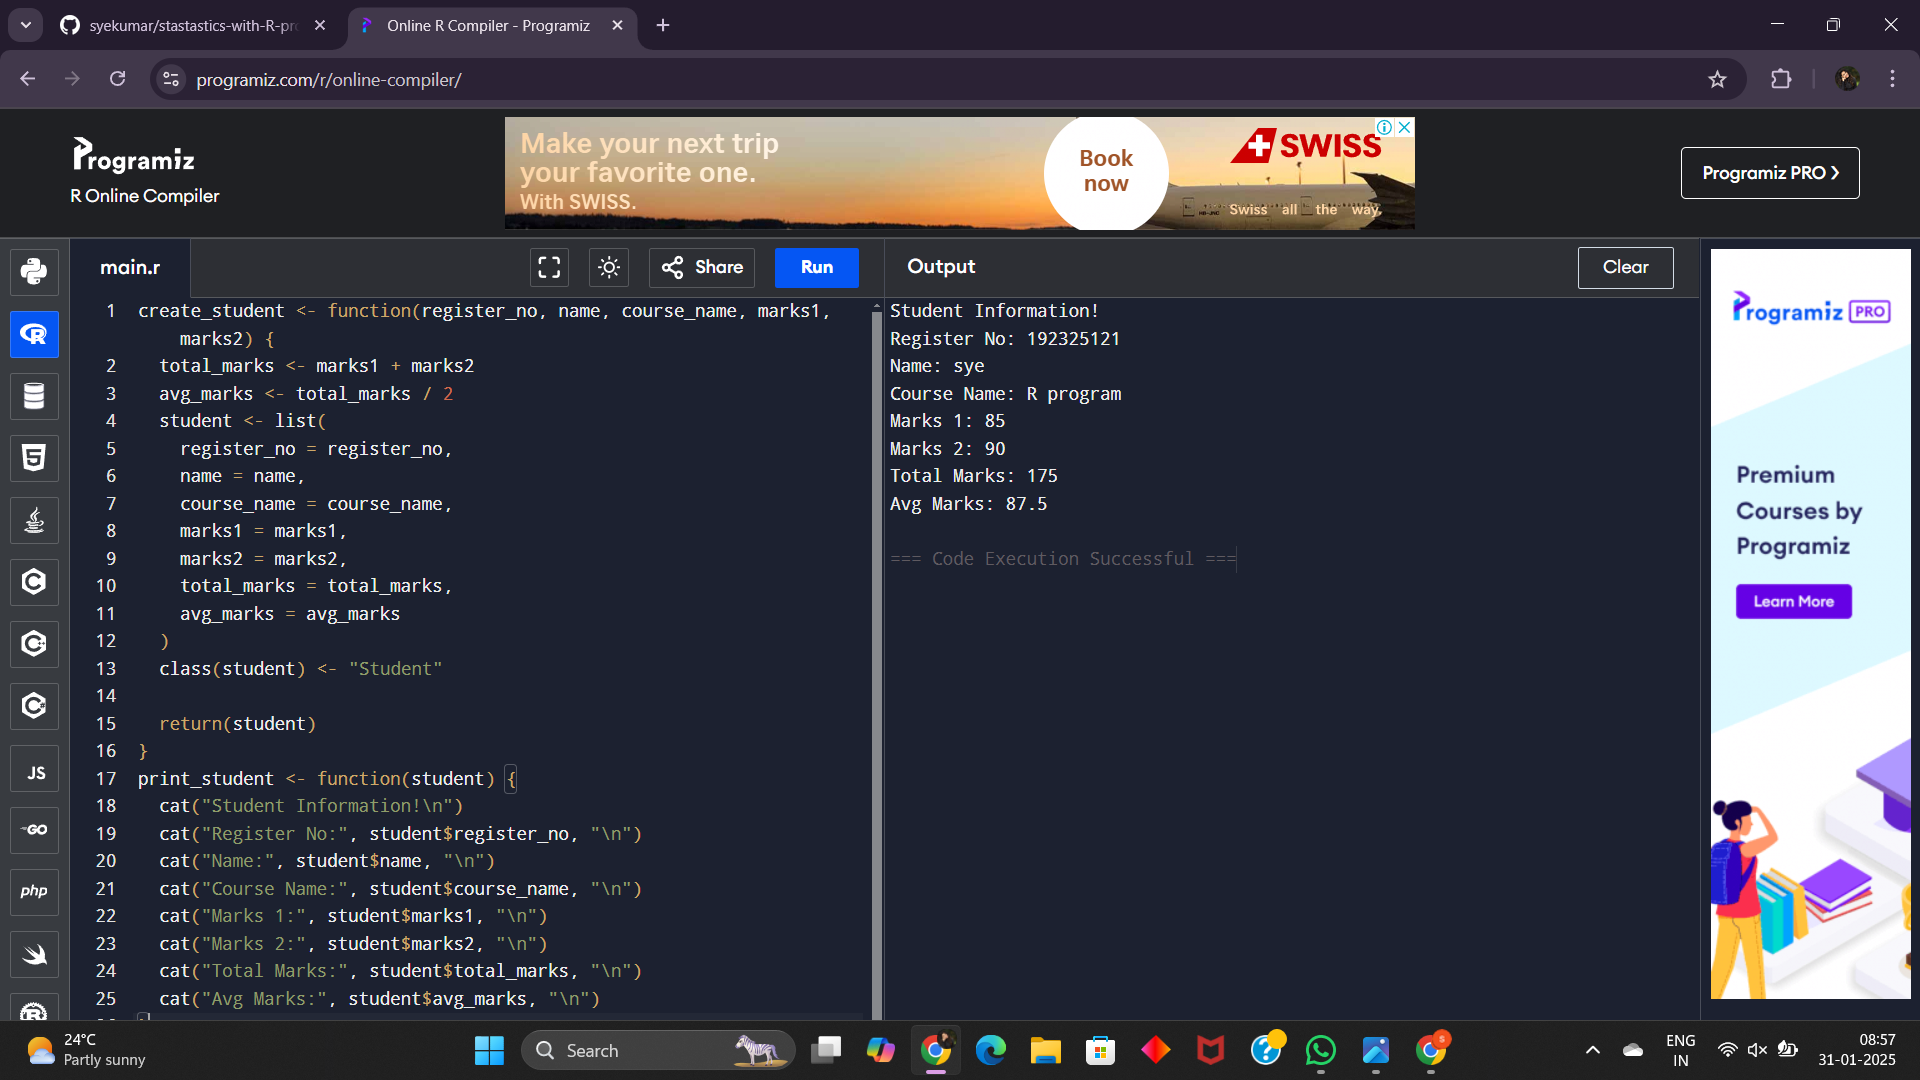 syekumar/stastastics-with-R-pro
Online R Compiler - Programiz
programiz.com/r/online-compiler/
Programiz
R Online Compiler
Make your next trip
your favorite one.
With SWISS.
Book
now
SWISS
Swiss all the way.
Programiz PRO
main.r
Share
Run
Output
Clear
1 create_student <- function(register_no, name, course_name, marks1,
marks2) {
2 total_marks <- marks1 + marks2
3 avg_marks <- total_marks / 2
4 student <- list(
5 register_no = register_no,
6 name = name,
7 course_name = course_name,
8 marks1 = marks1,
9 marks2 = marks2,
10 total_marks = total_marks,
11 avg_marks = avg_marks
12 )
13 class(student) <- "Student"
14
15 return(student)
16 }
17 print_student <- function(student) {
18 cat("Student Information!\n")
19 cat("Register No:", student$register_no, "\n")
20 cat("Name:", student$name, "\n")
21 cat("Course Name:", student$course_name, "\n")
22 cat("Marks 1:", student$marks1, "\n")
23 cat("Marks 2:", student$marks2, "\n")
24 cat("Total Marks:", student$total_marks, "\n")
25 cat("Avg Marks:", student$avg_marks, "\n")
Student Information!
Register No: 192325121
Name: sye
Course Name: R program
Marks 1: 85
Marks 2: 90
Total Marks: 175
Avg Marks: 87.5
=== Code Execution Successful ===
Programiz PRO
Premium
Courses by
Programiz
Learn More
JS
GO
php
24°C
Partly sunny
Search
ENG
IN
08:57
31-01-2025